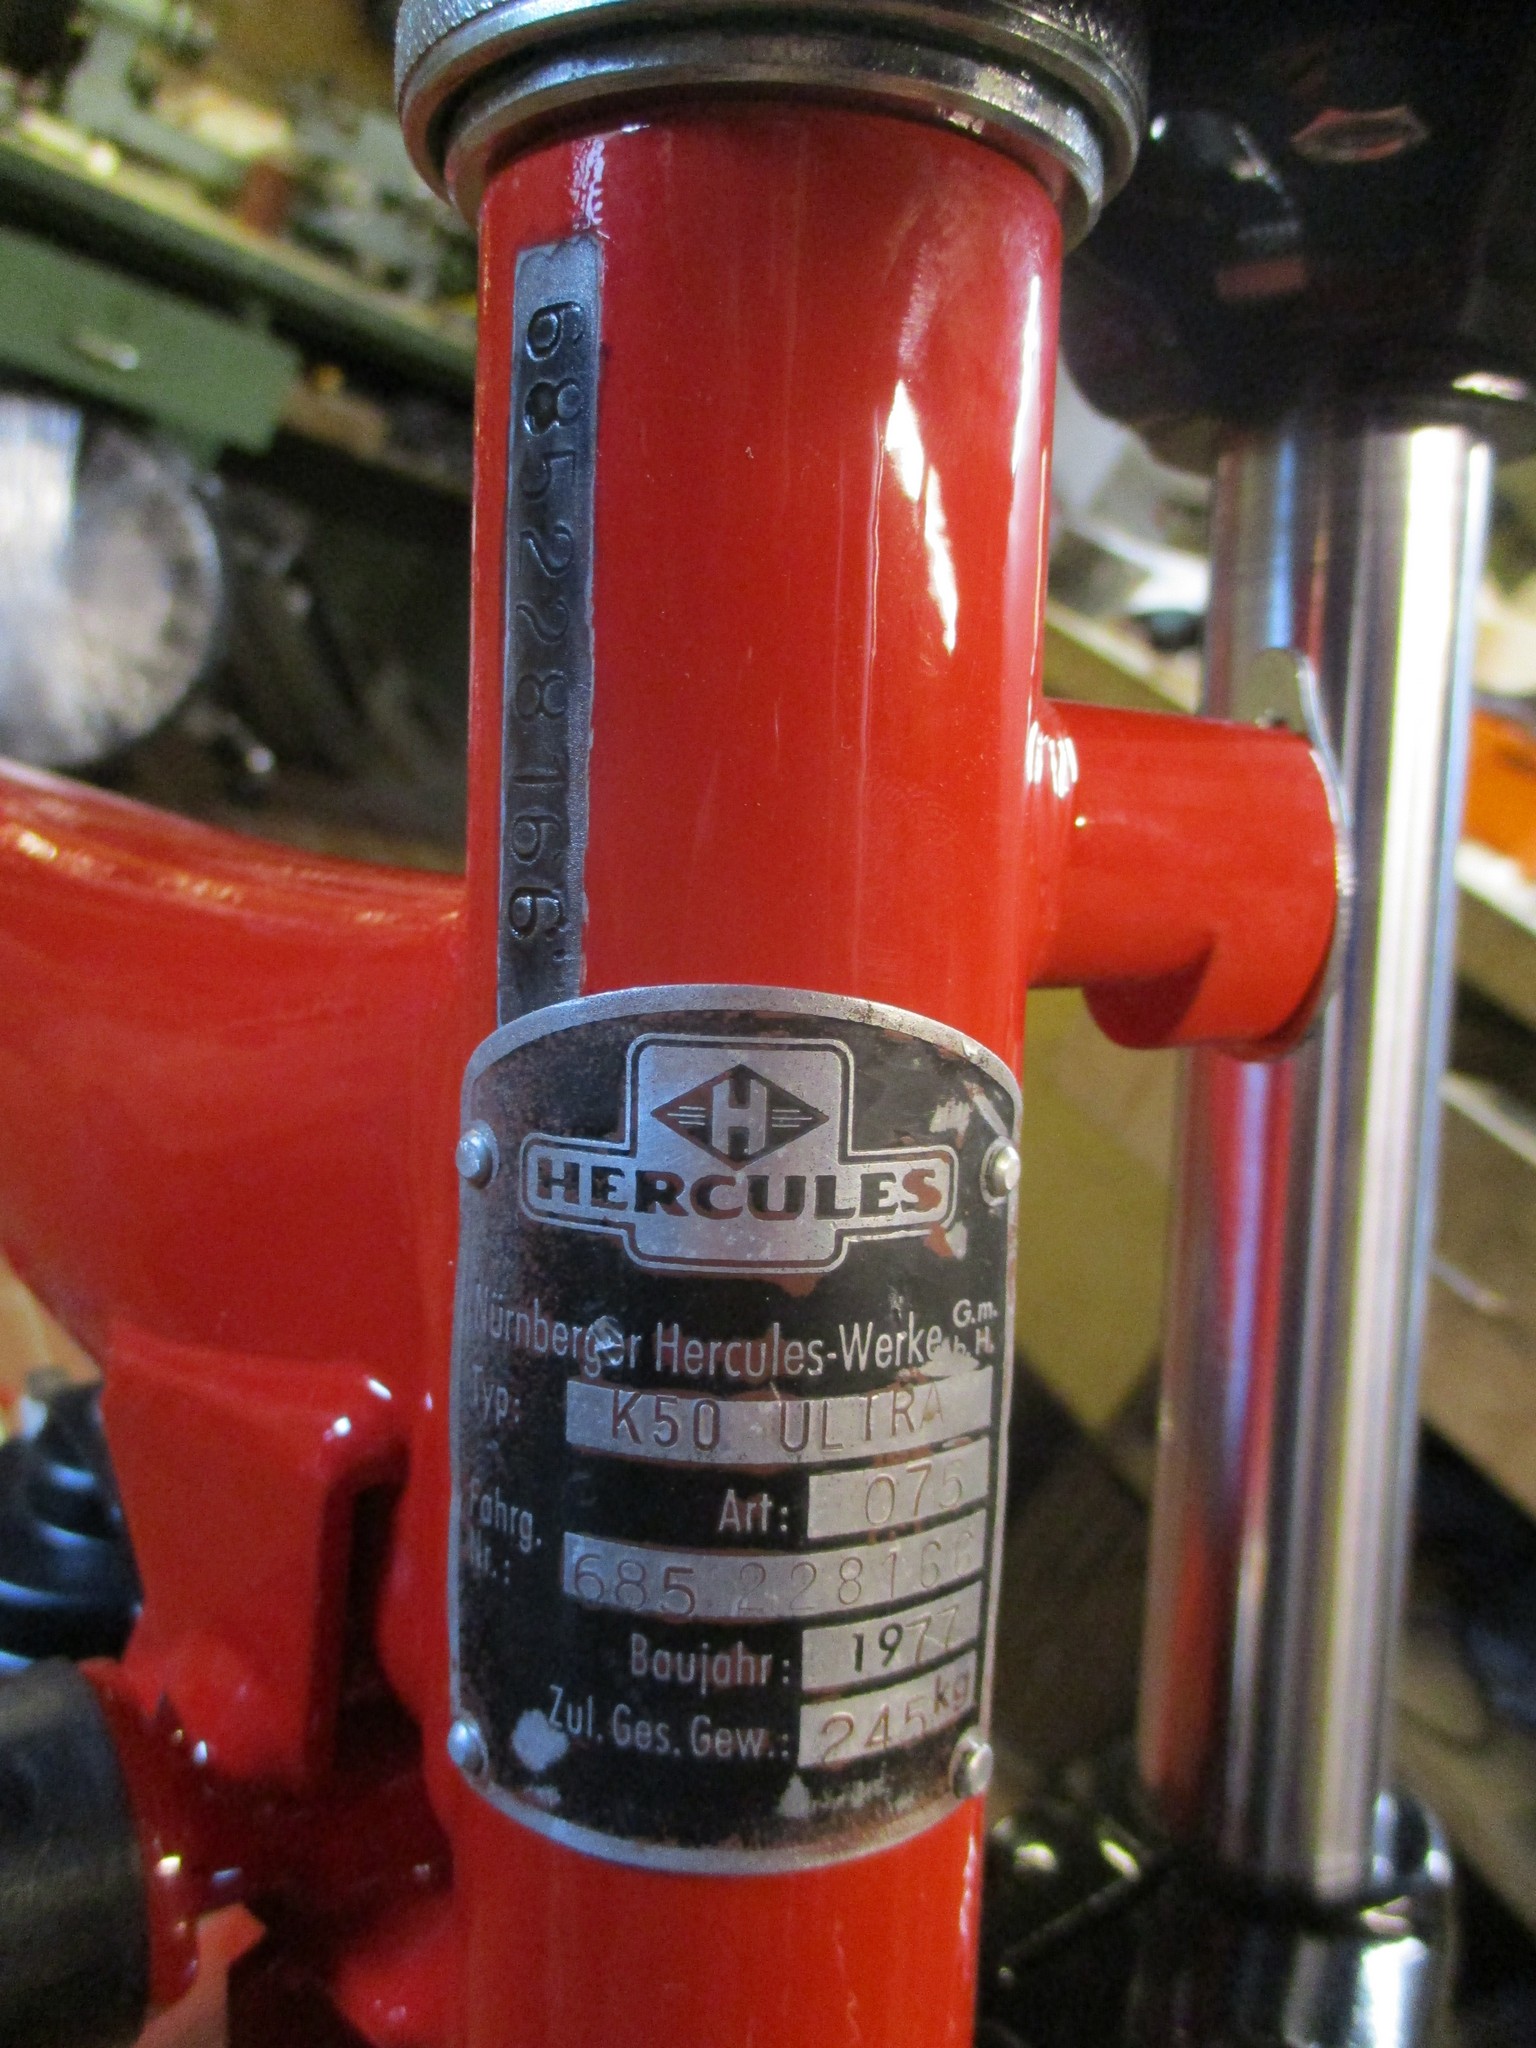 685228166
H
HERCULES
Nürnberger Hercules-Werke G.m.b.H.
Typ: K50 ULTRA
Art: 075
Fahrg. Nr.: 685 228166
Baujahr: 1977
Zul. Ges. Gew.: 245 kg